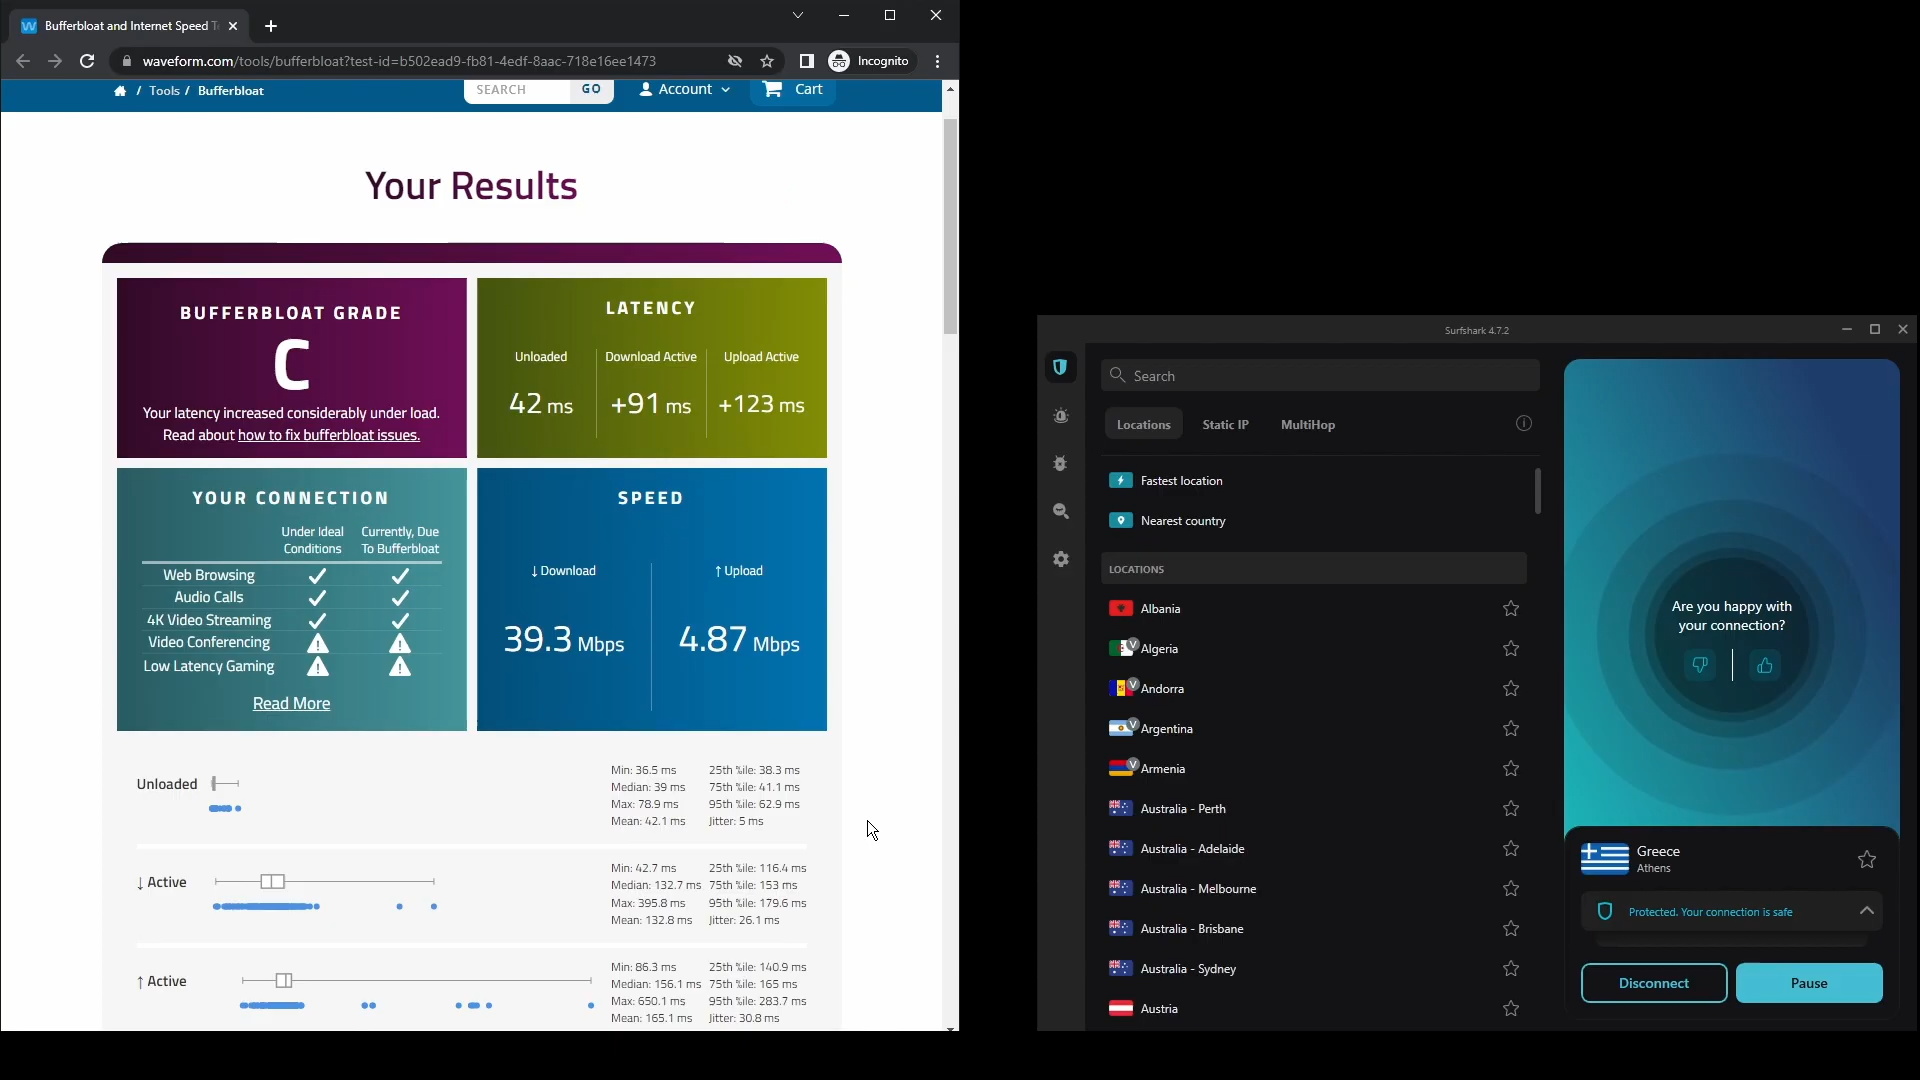 Bufferbloat and Internet Speed T
waveform.com/tools/bufferbloat?test-id=b502ead9-fb81-4edf-8aac-718e16ee1473
Incognito
/ Tools / Bufferbloat
SEARCH
GO
Account
Cart
Your Results
BUFFERBLOAT GRADE
C
Your latency increased considerably under load.
Read about how to fix bufferbloat issues.
LATENCY
Unloaded Download Active Upload Active
42 ms +91 ms +123 ms
YOUR CONNECTION
Under Ideal Currently, Due
Conditions To Bufferbloat
Web Browsing
Audio Calls
4K Video Streaming
Video Conferencing
Low Latency Gaming
Read More
SPEED
↓ Download ↑ Upload
39.3 Mbps 4.87 Mbps
Unloaded
Min: 36.5 ms 25th %ile: 38.3 ms
Median: 39 ms 75th %ile: 41.1 ms
Max: 78.9 ms 95th %ile: 62.9 ms
Mean: 42.1 ms Jitter: 5 ms
↓ Active
Min: 42.7 ms 25th %ile: 116.4 ms
Median: 132.7 ms 75th %ile: 153 ms
Max: 395.8 ms 95th %ile: 179.6 ms
Mean: 132.8 ms Jitter: 26.1 ms
↑ Active
Min: 86.3 ms 25th %ile: 140.9 ms
Median: 156.1 ms 75th %ile: 165 ms
Max: 650.1 ms 95th %ile: 283.7 ms
Mean: 165.1 ms Jitter: 30.8 ms
Surfshark 4.7.2
Search
Locations Static IP MultiHop
Fastest location
Nearest country
LOCATIONS
Albania
V Algeria
V Andorra
V Argentina
V Armenia
Australia - Perth
Australia - Adelaide
Australia - Melbourne
Australia - Brisbane
Australia - Sydney
Austria
Are you happy with
your connection?
Greece
Athens
Protected. Your connection is safe
Disconnect Pause